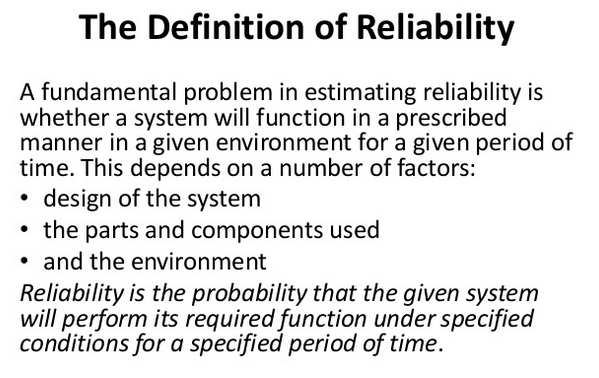 The Definition of Reliability
A fundamental problem in estimating reliability is
whether a system will function in a prescribed
manner in a given environment for a given period of
time. This depends on a number of factors:
• design of the system
• the parts and components used
• and the environment
Reliability is the probability that the given system
will perform its required function under specified
conditions for a specified period of time.